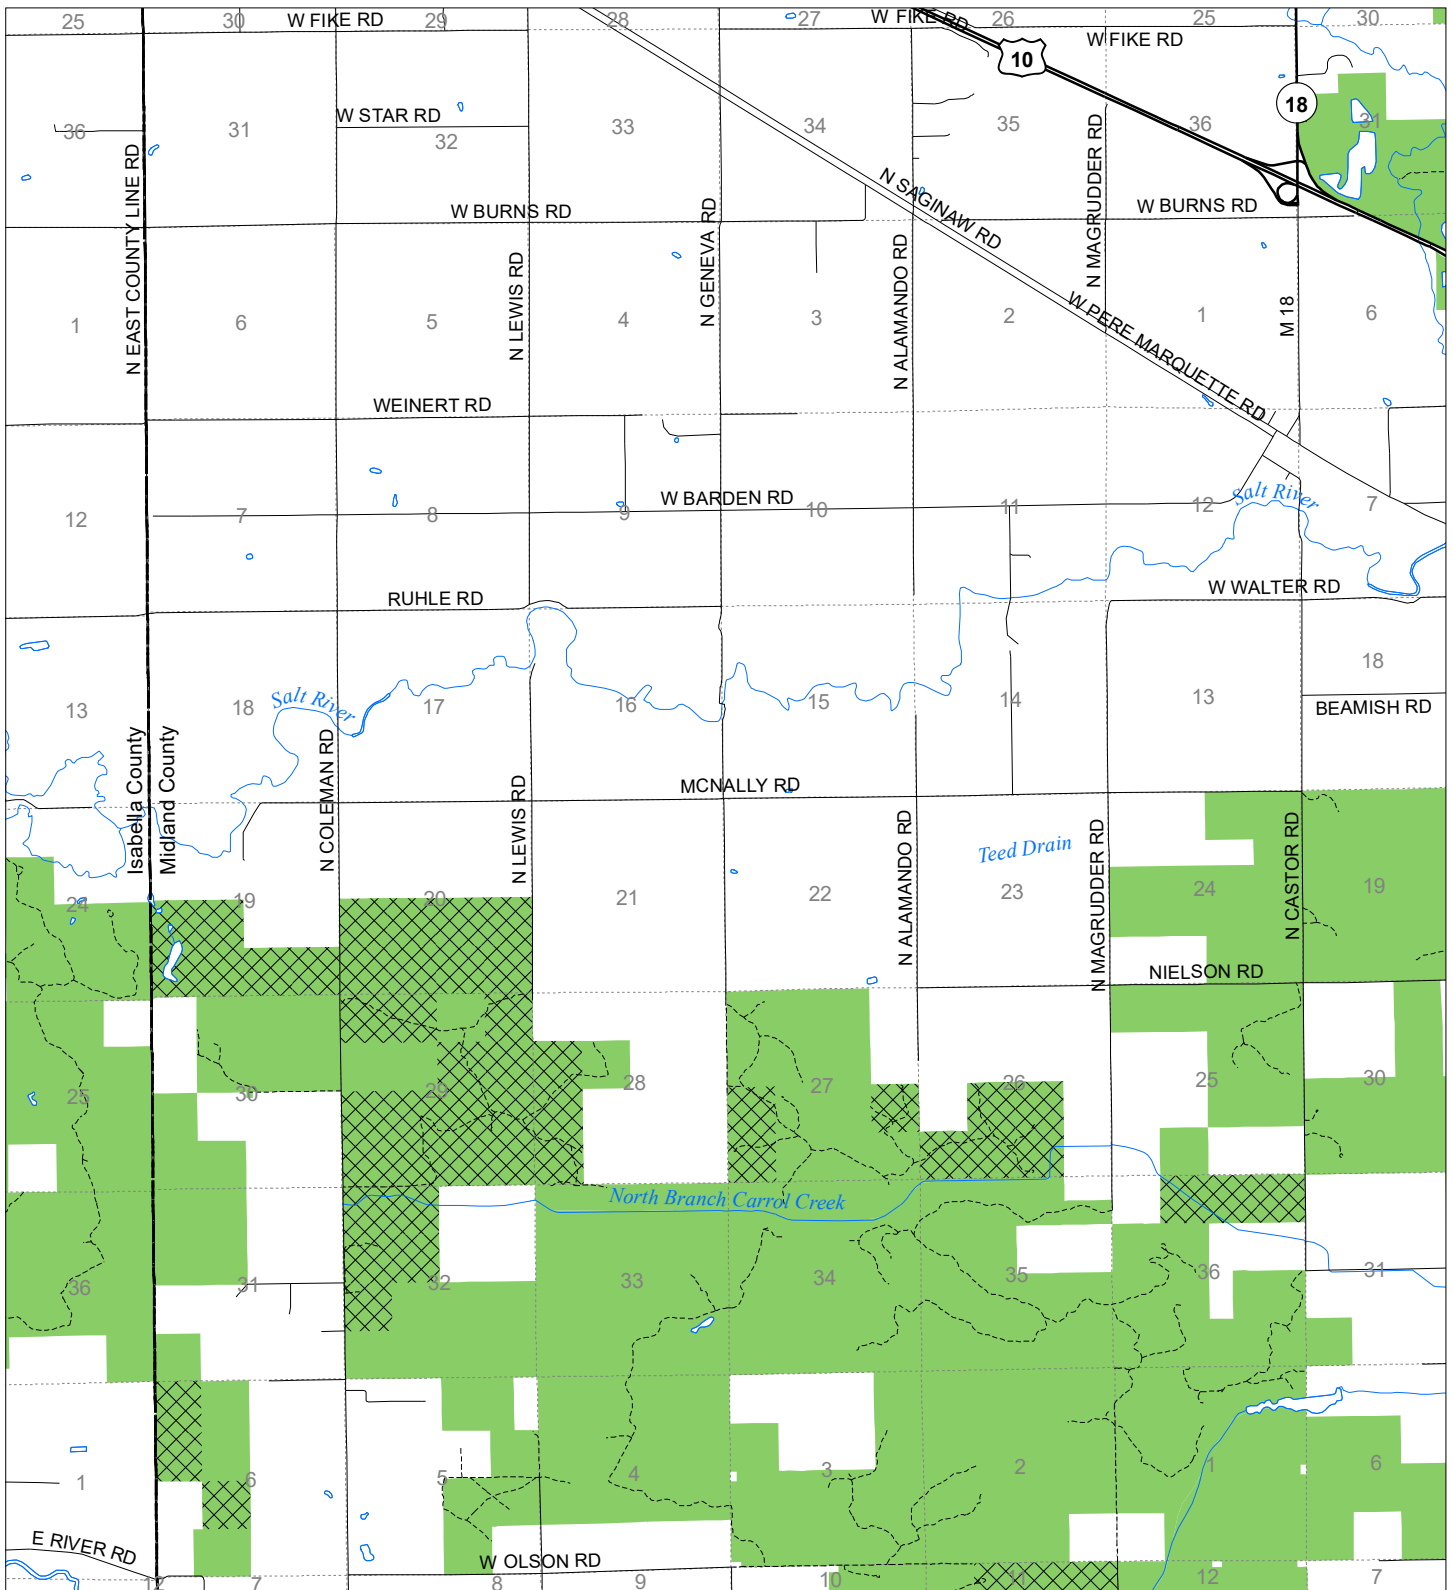 25
30
W FIKE RD
29
28
27
W FIKE RD
26
25
30
W FIKE RD
10
18
36
31
W STAR RD
32
33
34
35
36
31
N EAST COUNTY LINE RD
N MAGRUDDER RD
N SAGINAW RD
W BURNS RD
W BURNS RD
N GENEVA RD
N LEWIS RD
N ALAMANDO RD
M 18
W PERE MARQUETTE RD
1
6
5
4
3
2
1
6
WEINERT RD
W BARDEN RD
Salt River
12
7
8
9
10
11
12
7
RUHLE RD
W WALTER RD
18
Salt River
13
18
17
16
15
14
13
BEAMISH RD
Isabella County
Midland County
N COLEMAN RD
N LEWIS RD
MCNALLY RD
N ALAMANDO RD
Teed Drain
N MAGRUDDER RD
N CASTOR RD
24
19
20
21
22
23
24
19
NIELSON RD
25
30
29
28
27
26
25
30
North Branch Carrol Creek
36
31
32
33
34
35
36
31
1
6
5
4
3
2
1
6
E RIVER RD
W OLSON RD
12
7
8
9
10
11
12
7